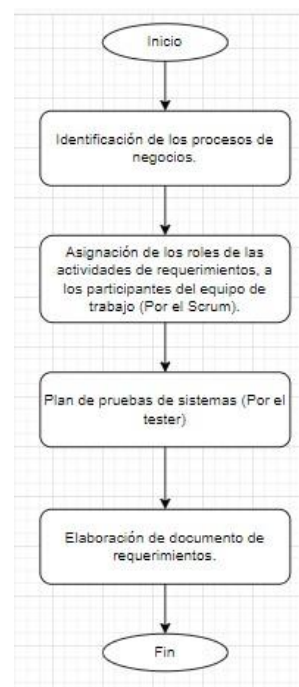 Inicio
Identificación de los procesos de
negocios.
Asignación de los roles de las
actividades de requerimientos, a
los participantes del equipo de
trabajo (Por el Scrum).
Plan de pruebas de sistemas (Por el
tester)
Elaboración de documento de
requerimientos.
Fin